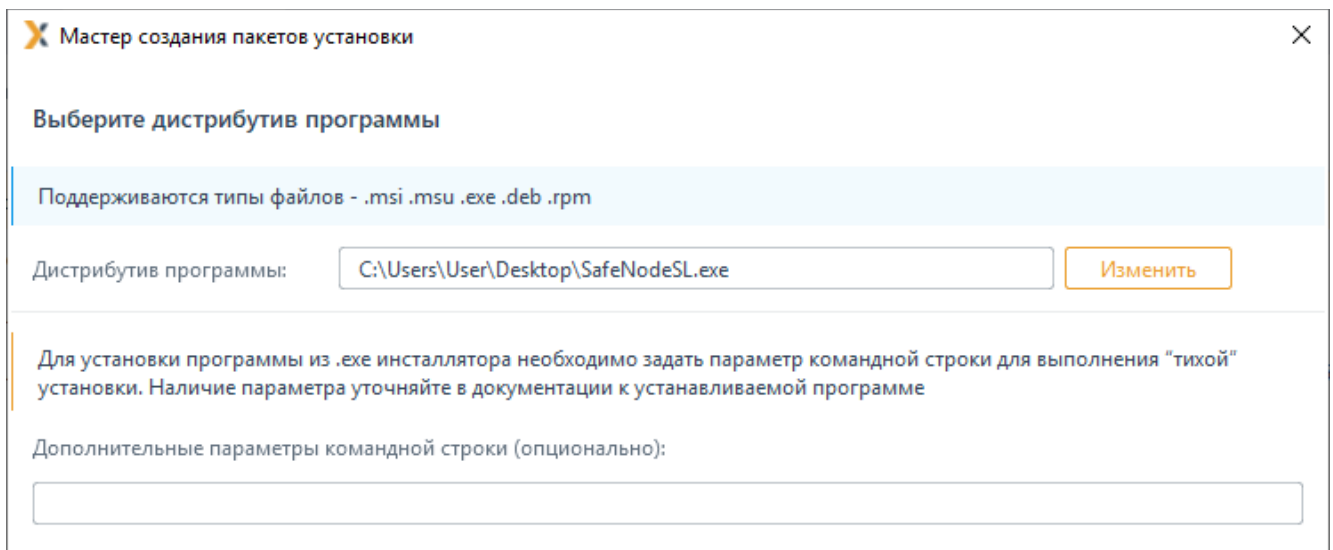 Мастер создания пакетов установки
Выберите дистрибутив программы
Поддерживаются типы файлов - .msi .msu .exe .deb .rpm
Дистрибутив программы: C:\Users\User\Desktop\SafeNodeSL.exe Изменить
Для установки программы из .exe инсталлятора необходимо задать параметр командной строки для выполнения “тихой”
установки. Наличие параметра уточняйте в документации к устанавливаемой программе
Дополнительные параметры командной строки (опционально):